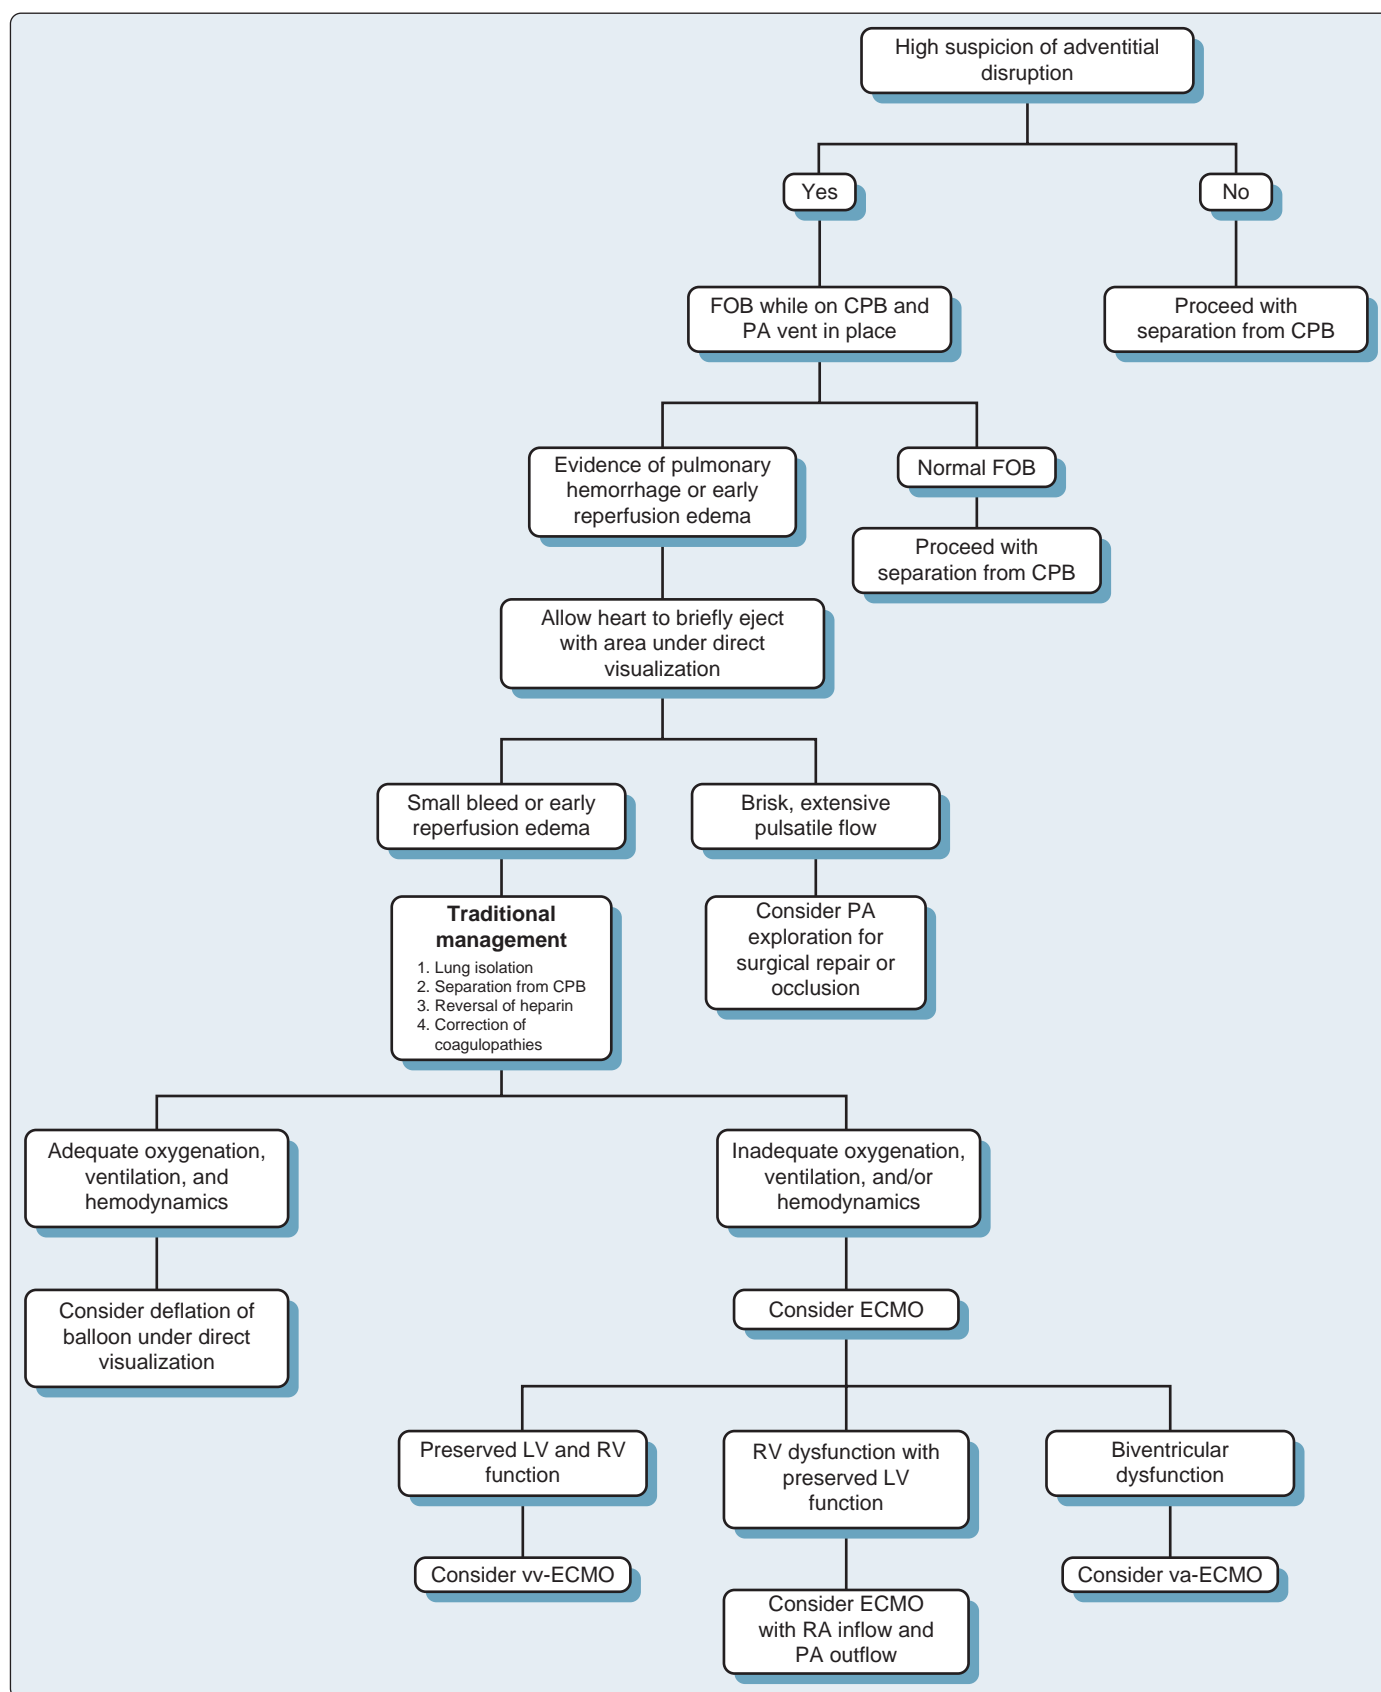 High suspicion of adventitial
disruption
Yes
No
FOB while on CPB and
PA vent in place
Proceed with
separation from CPB
Evidence of pulmonary
hemorrhage or early
reperfusion edema
Normal FOB
Proceed with
separation from CPB
Allow heart to briefly eject
with area under direct
visualization
Small bleed or early
reperfusion edema
Brisk, extensive
pulsatile flow
Traditional
management
1. Lung isolation
2. Separation from CPB
3. Reversal of heparin
4. Correction of
coagulopathies
Consider PA
exploration for
surgical repair or
occlusion
Adequate oxygenation,
ventilation, and
hemodynamics
Inadequate oxygenation,
ventilation, and/or
hemodynamics
Consider deflation of
balloon under direct
visualization
Consider ECMO
Preserved LV and RV
function
RV dysfunction with
preserved LV
function
Biventricular
dysfunction
Consider vv-ECMO
Consider ECMO
with RA inflow and
PA outflow
Consider va-ECMO